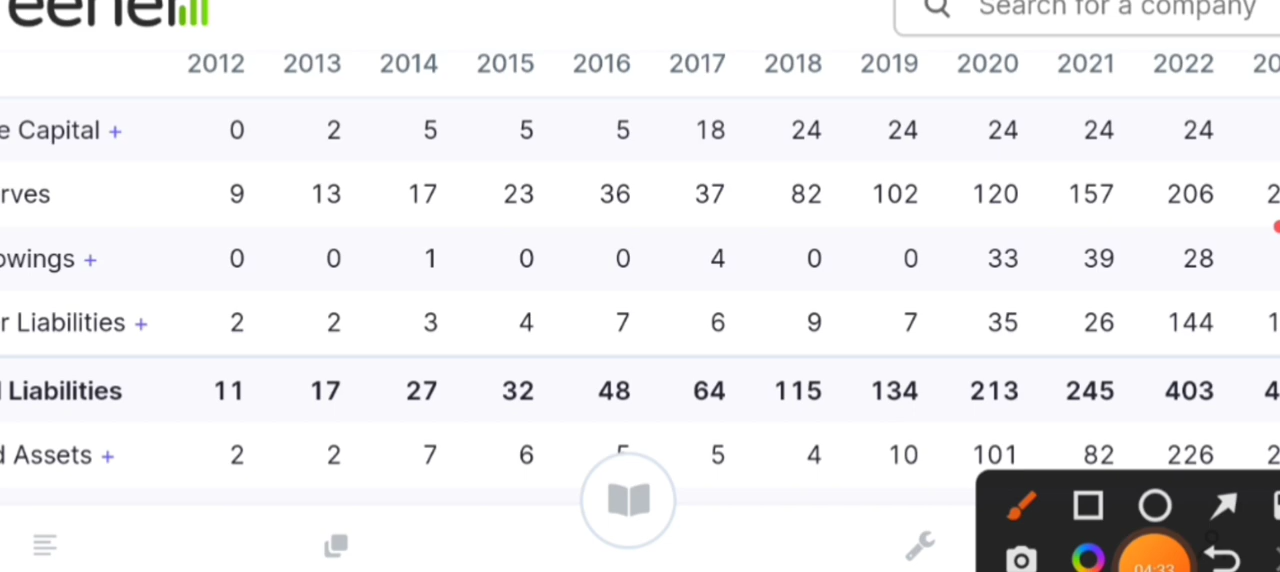 Search for a company
2012 2013 2014 2015 2016 2017 2018 2019 2020 2021 2022
Capital + 0 2 5 5 5 18 24 24 24 24 24
9 13 17 23 36 37 82 102 120 157 206
+ 0 0 1 0 0 4 0 0 33 39 28
Liabilities + 2 2 3 4 7 6 9 7 35 26 144
Liabilities 11 17 27 32 48 64 115 134 213 245 403
Assets + 2 2 7 6 5 4 10 101 82 226
04:33